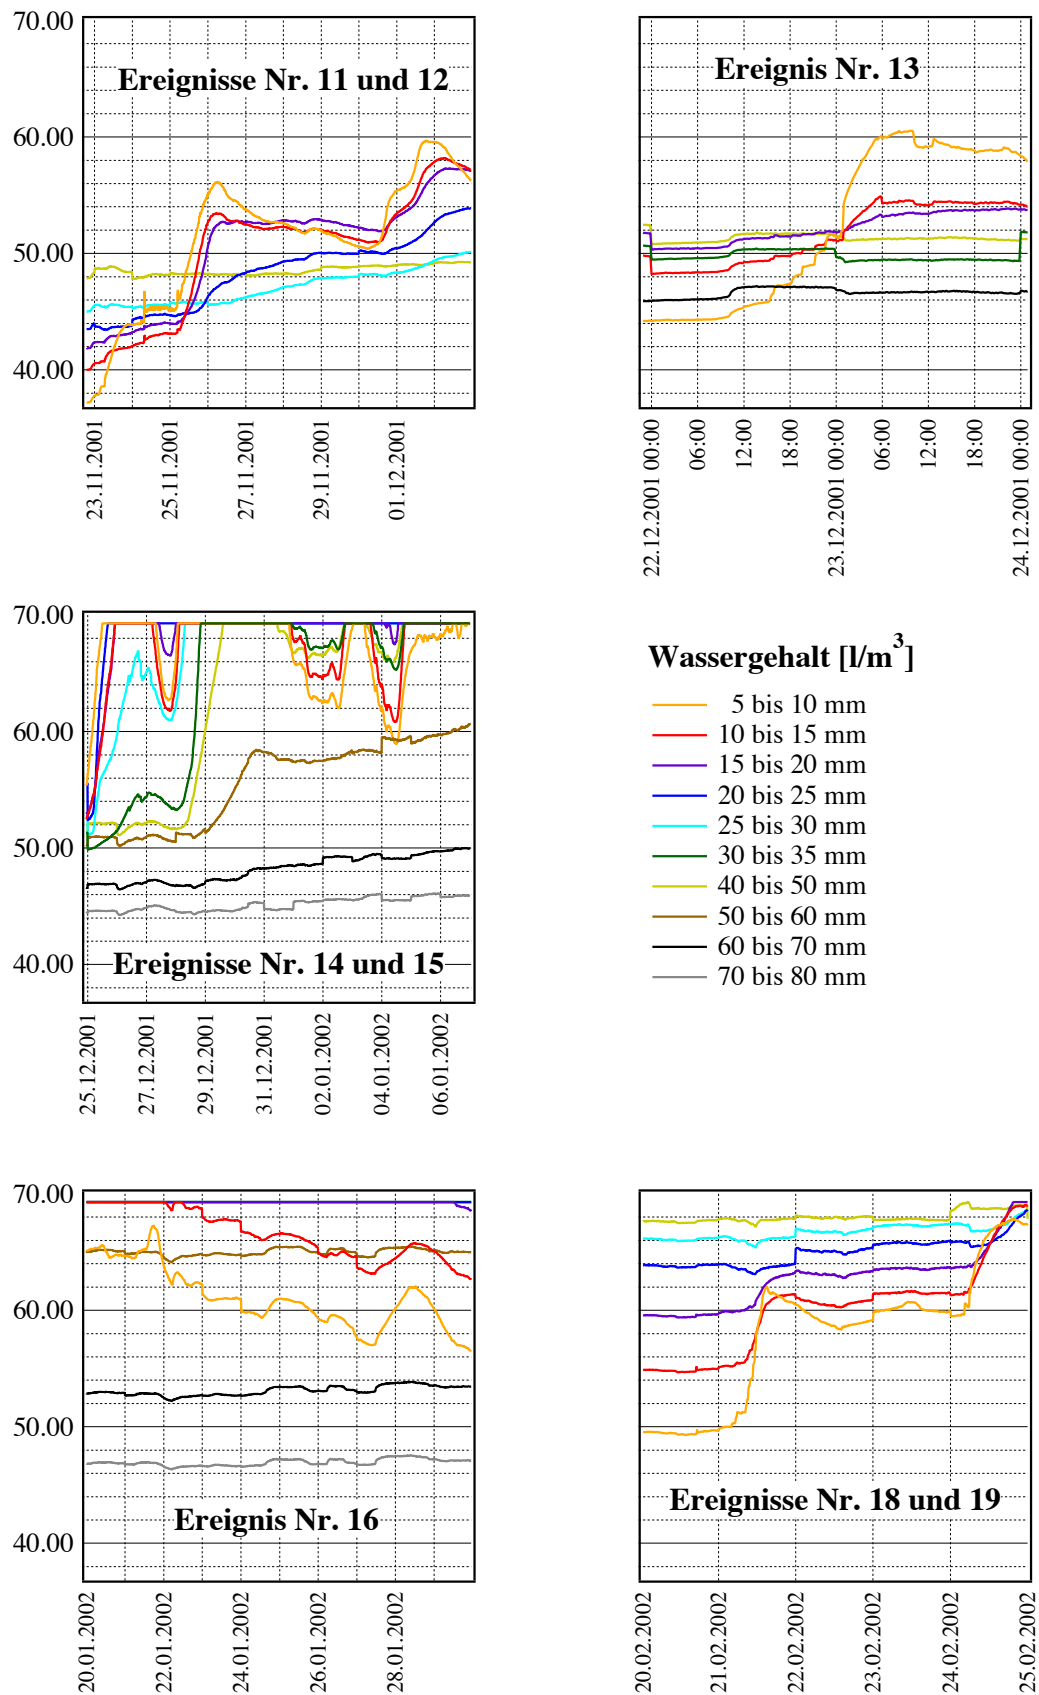 70.00
60.00
50.00
40.00
Ereignisse Nr. 11 und 12
23.11.2001
25.11.2001
27.11.2001
29.11.2001
01.12.2001
Ereignis Nr. 13
22.12.2001 00:00
06:00
12:00
18:00
23.12.2001 00:00
06:00
12:00
18:00
24.12.2001 00:00
70.00
60.00
50.00
40.00
Ereignisse Nr. 14 und 15
25.12.2001
27.12.2001
29.12.2001
31.12.2001
02.01.2002
04.01.2002
06.01.2002
Wassergehalt [l/m³]
5 bis 10 mm
10 bis 15 mm
15 bis 20 mm
20 bis 25 mm
25 bis 30 mm
30 bis 35 mm
40 bis 50 mm
50 bis 60 mm
60 bis 70 mm
70 bis 80 mm
70.00
60.00
50.00
40.00
Ereignis Nr. 16
20.01.2002
22.01.2002
24.01.2002
26.01.2002
28.01.2002
Ereignisse Nr. 18 und 19
20.02.2002
21.02.2002
22.02.2002
23.02.2002
24.02.2002
25.02.2002